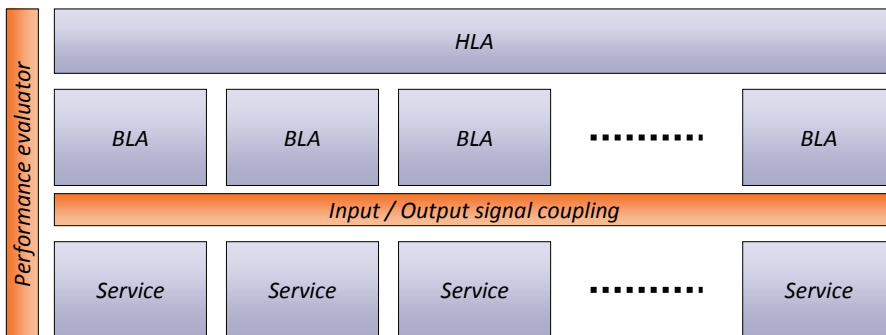 Performance evaluator
HLA
BLA
BLA
BLA
BLA
Input / Output signal coupling
Service
Service
Service
Service